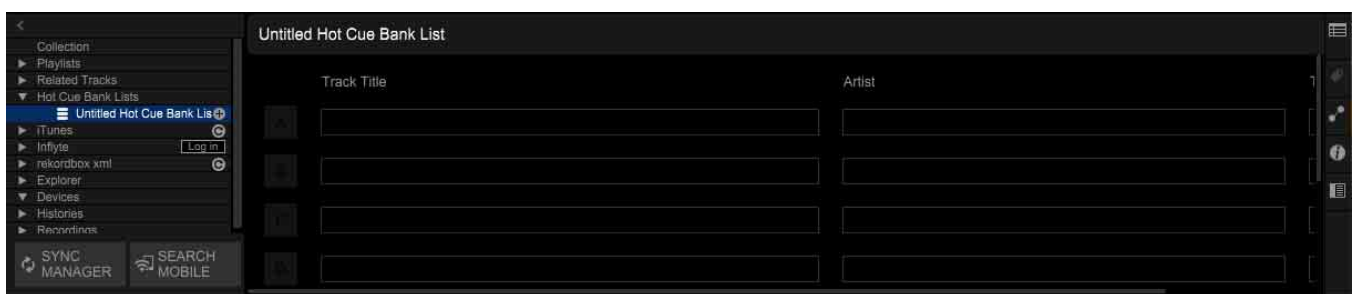 Collection
Playlists
Related Tracks
Hot Cue Bank Lists
Untitled Hot Cue Bank Lis
iTunes
Inflyte Log in
rekordbox xml
Explorer
Devices
Histories
Recordings
SYNC MANAGER
SEARCH MOBILE
Untitled Hot Cue Bank List
Track Title Artist
A
B
C
D